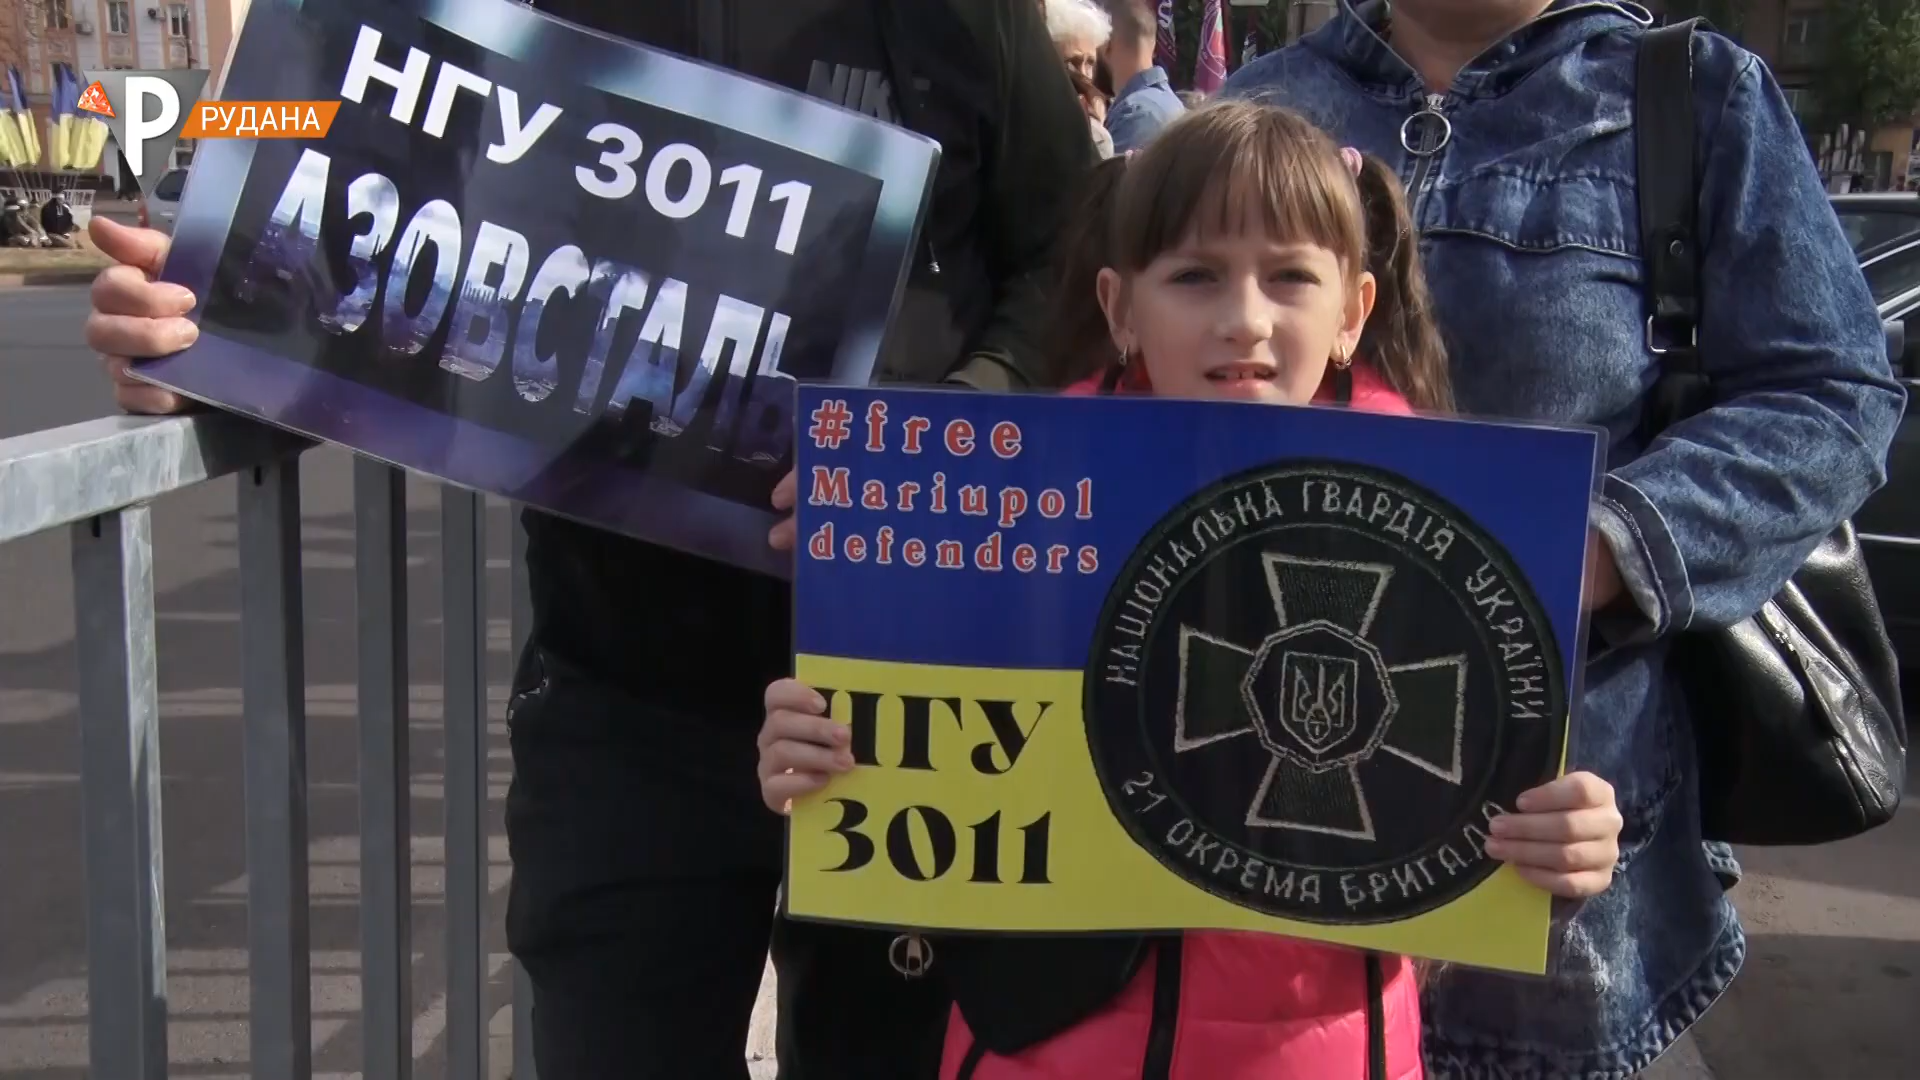 Р РУДАНА
НГУ 3011
АЗОВСТАЛЬ
#free
Mariupol
defenders
НГУ
3011
НАЦІОНАЛЬНА ГВАРДІЯ УКРАЇНИ
21 ОКРЕМА БРИГАДА